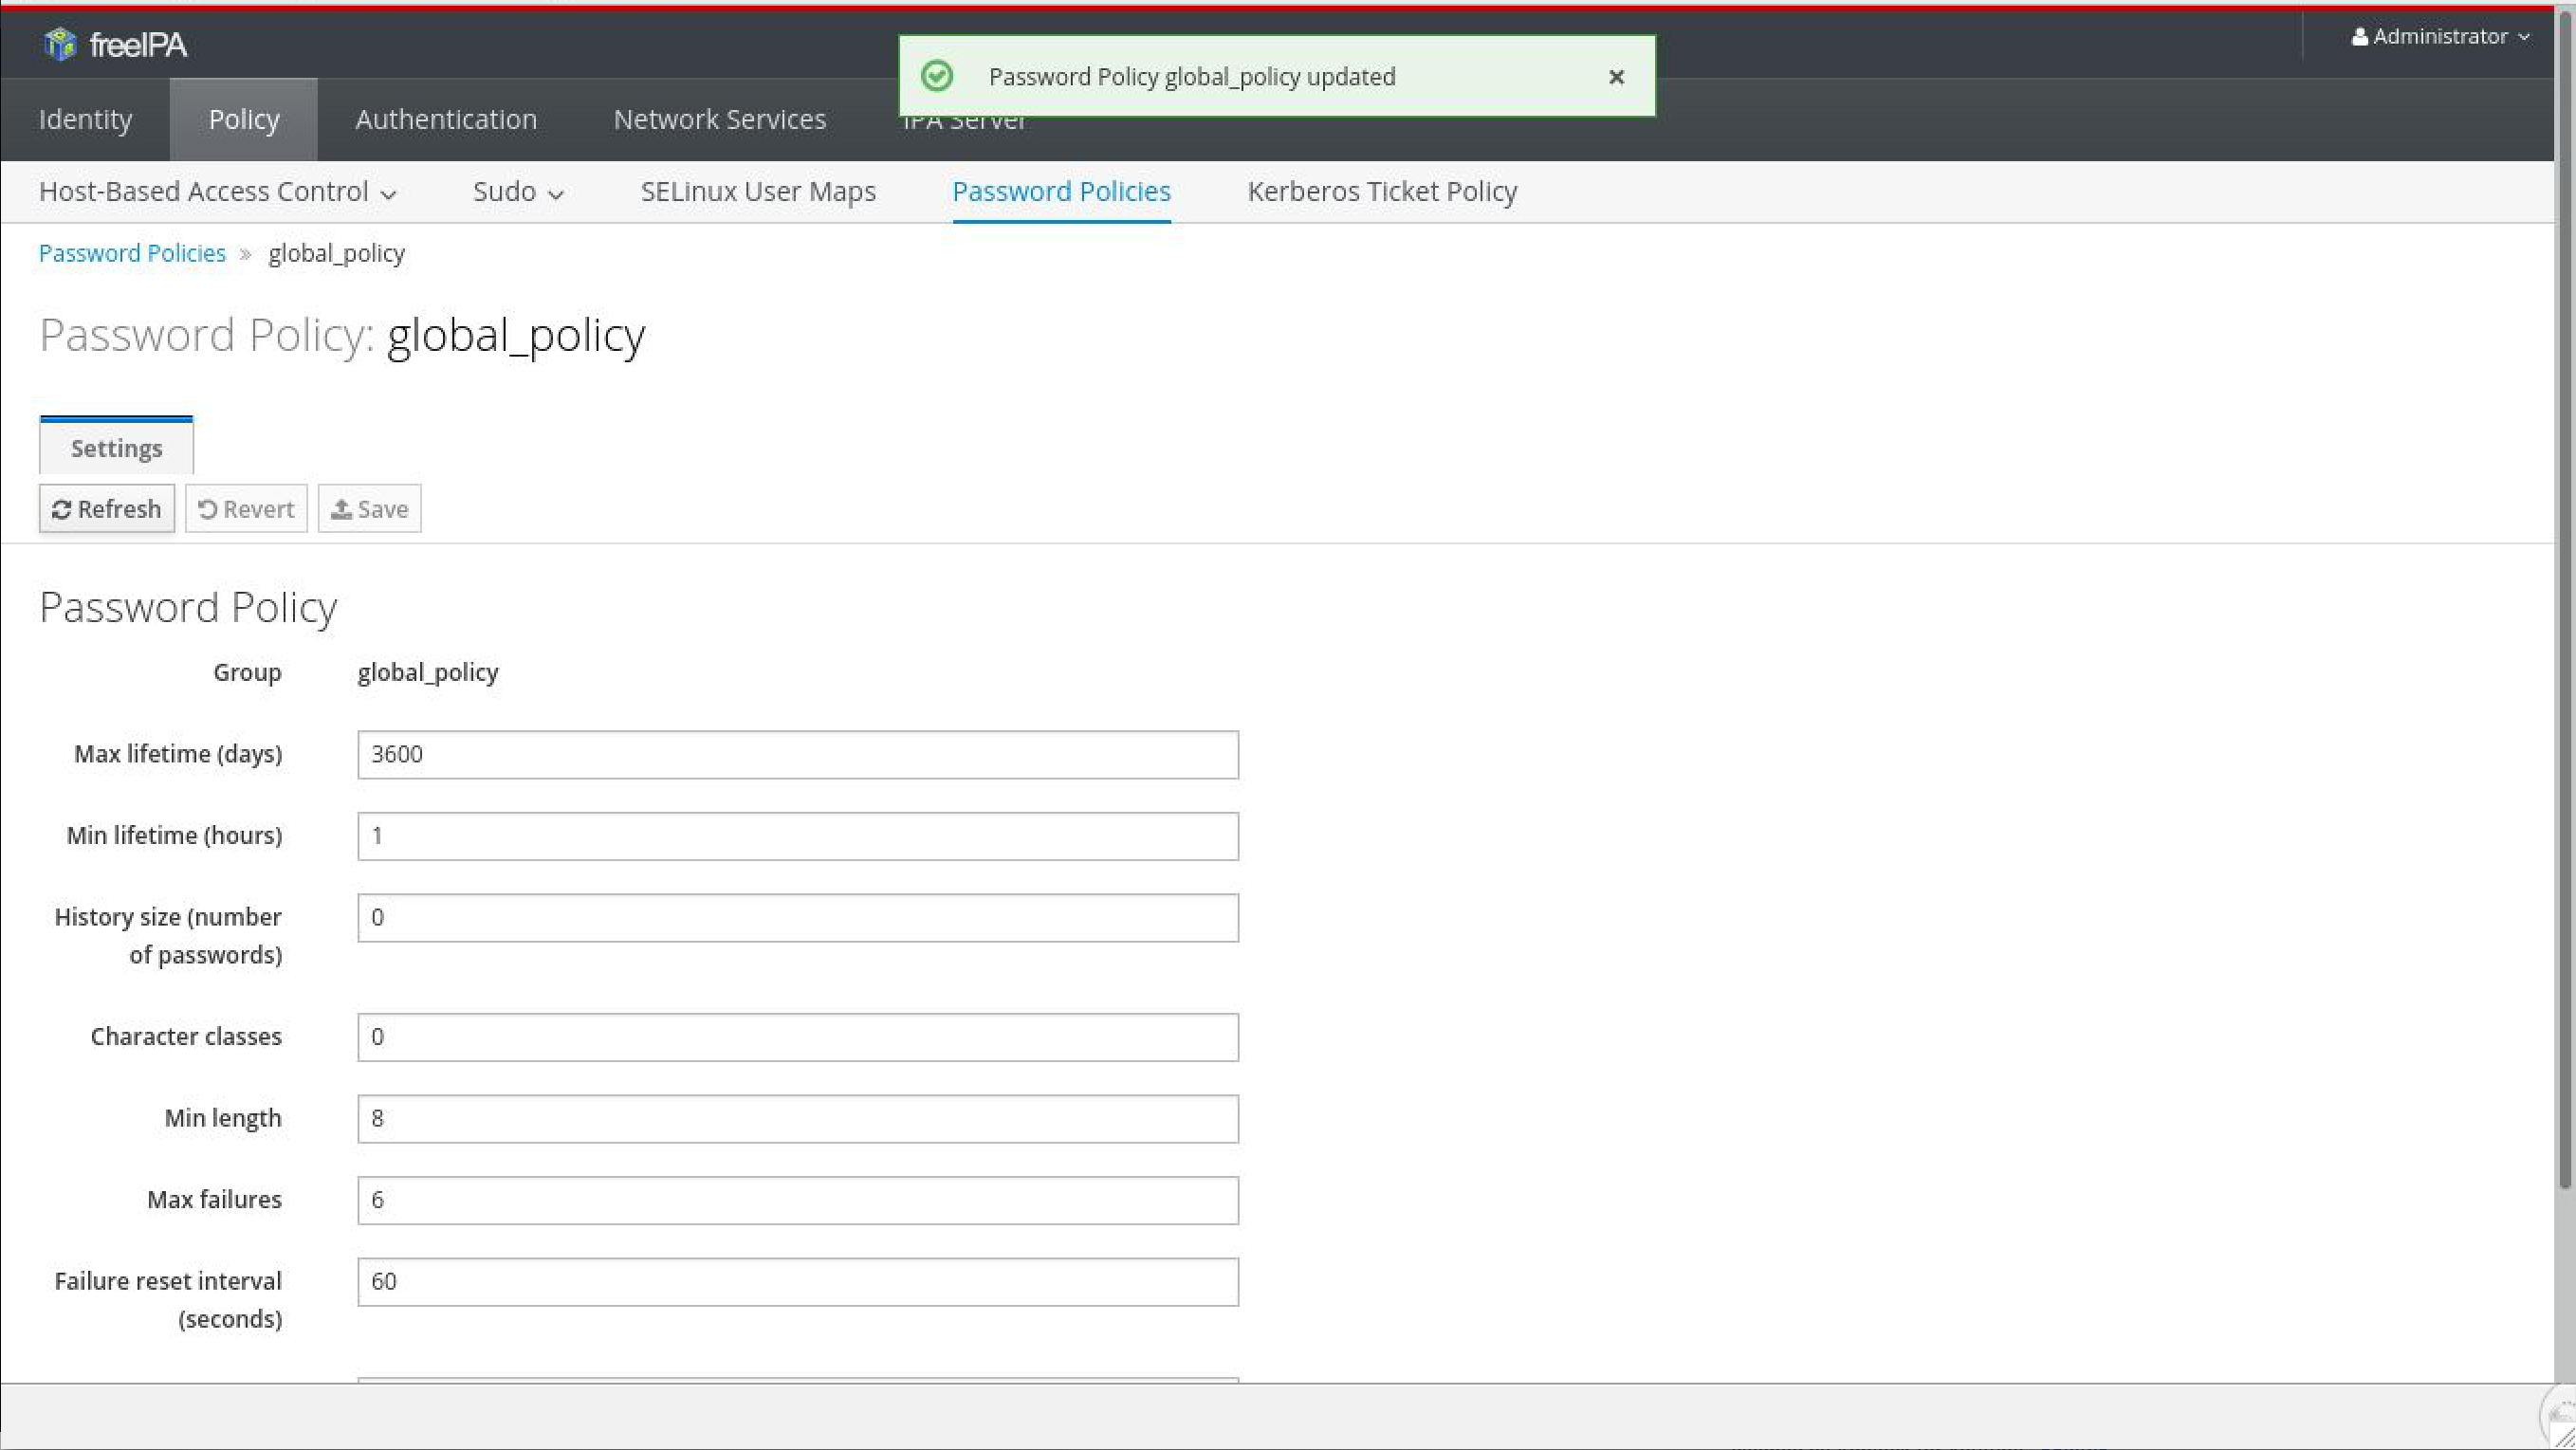 freeIPA
Password Policy global_policy updated
Administrator
Identity Policy Authentication Network Services IPA Server
Host-Based Access Control Sudo SELinux User Maps Password Policies Kerberos Ticket Policy
Password Policies » global_policy
Password Policy: global_policy
Settings
Refresh Revert Save
Password Policy
Group global_policy
Max lifetime (days) 3600
Min lifetime (hours) 1
History size (number of passwords) 0
Character classes 0
Min length 8
Max failures 6
Failure reset interval (seconds) 60